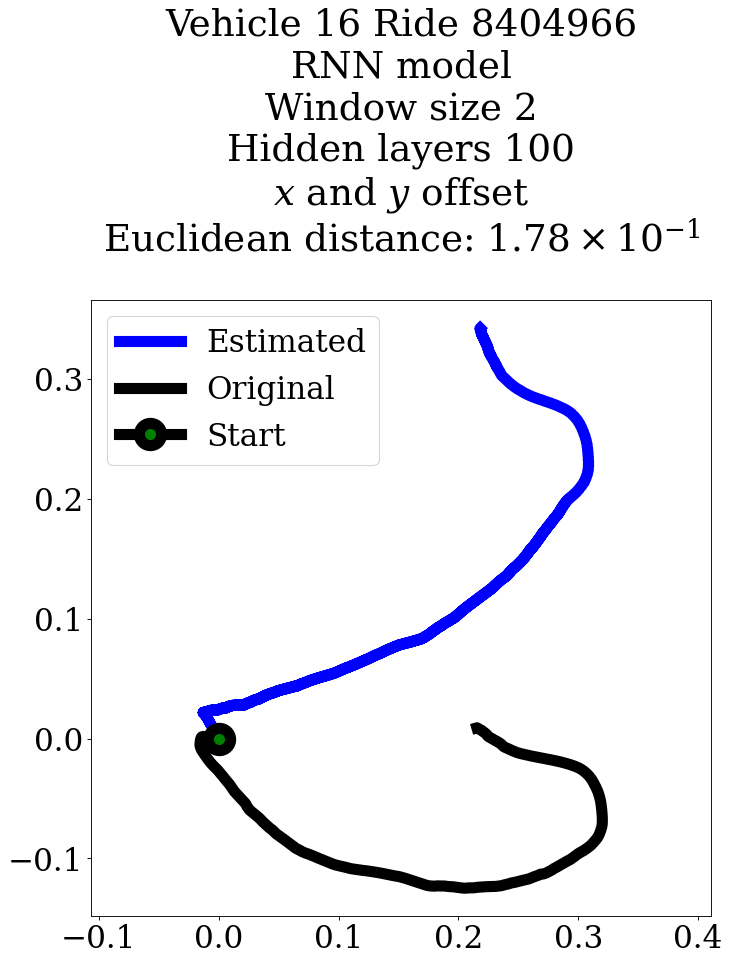 Vehicle 16 Ride 8404966
RNN model
Window size 2
Hidden layers 100
x and y offset
Euclidean distance: 1.78 × 10⁻¹
Estimated
Original
Start
0.3
0.2
0.1
0.0
−0.1
−0.1 0.0 0.1 0.2 0.3 0.4